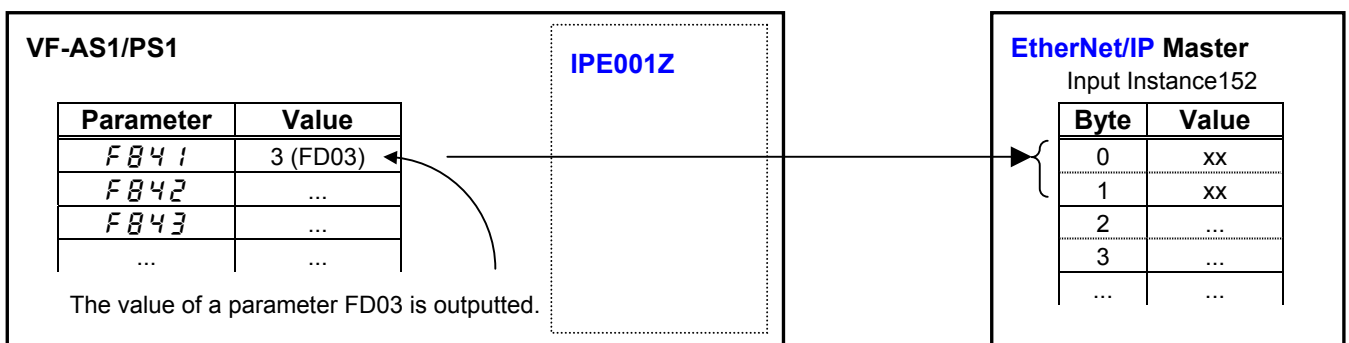 VF-AS1/PS1
IPE001Z
Parameter Value
F841 3 (FD03)
F842 ...
F843 ...
... ...
The value of a parameter FD03 is outputted.
EtherNet/IP Master
Input Instance152
Byte Value
0 xx
1 xx
2 ...
3 ...
... ...